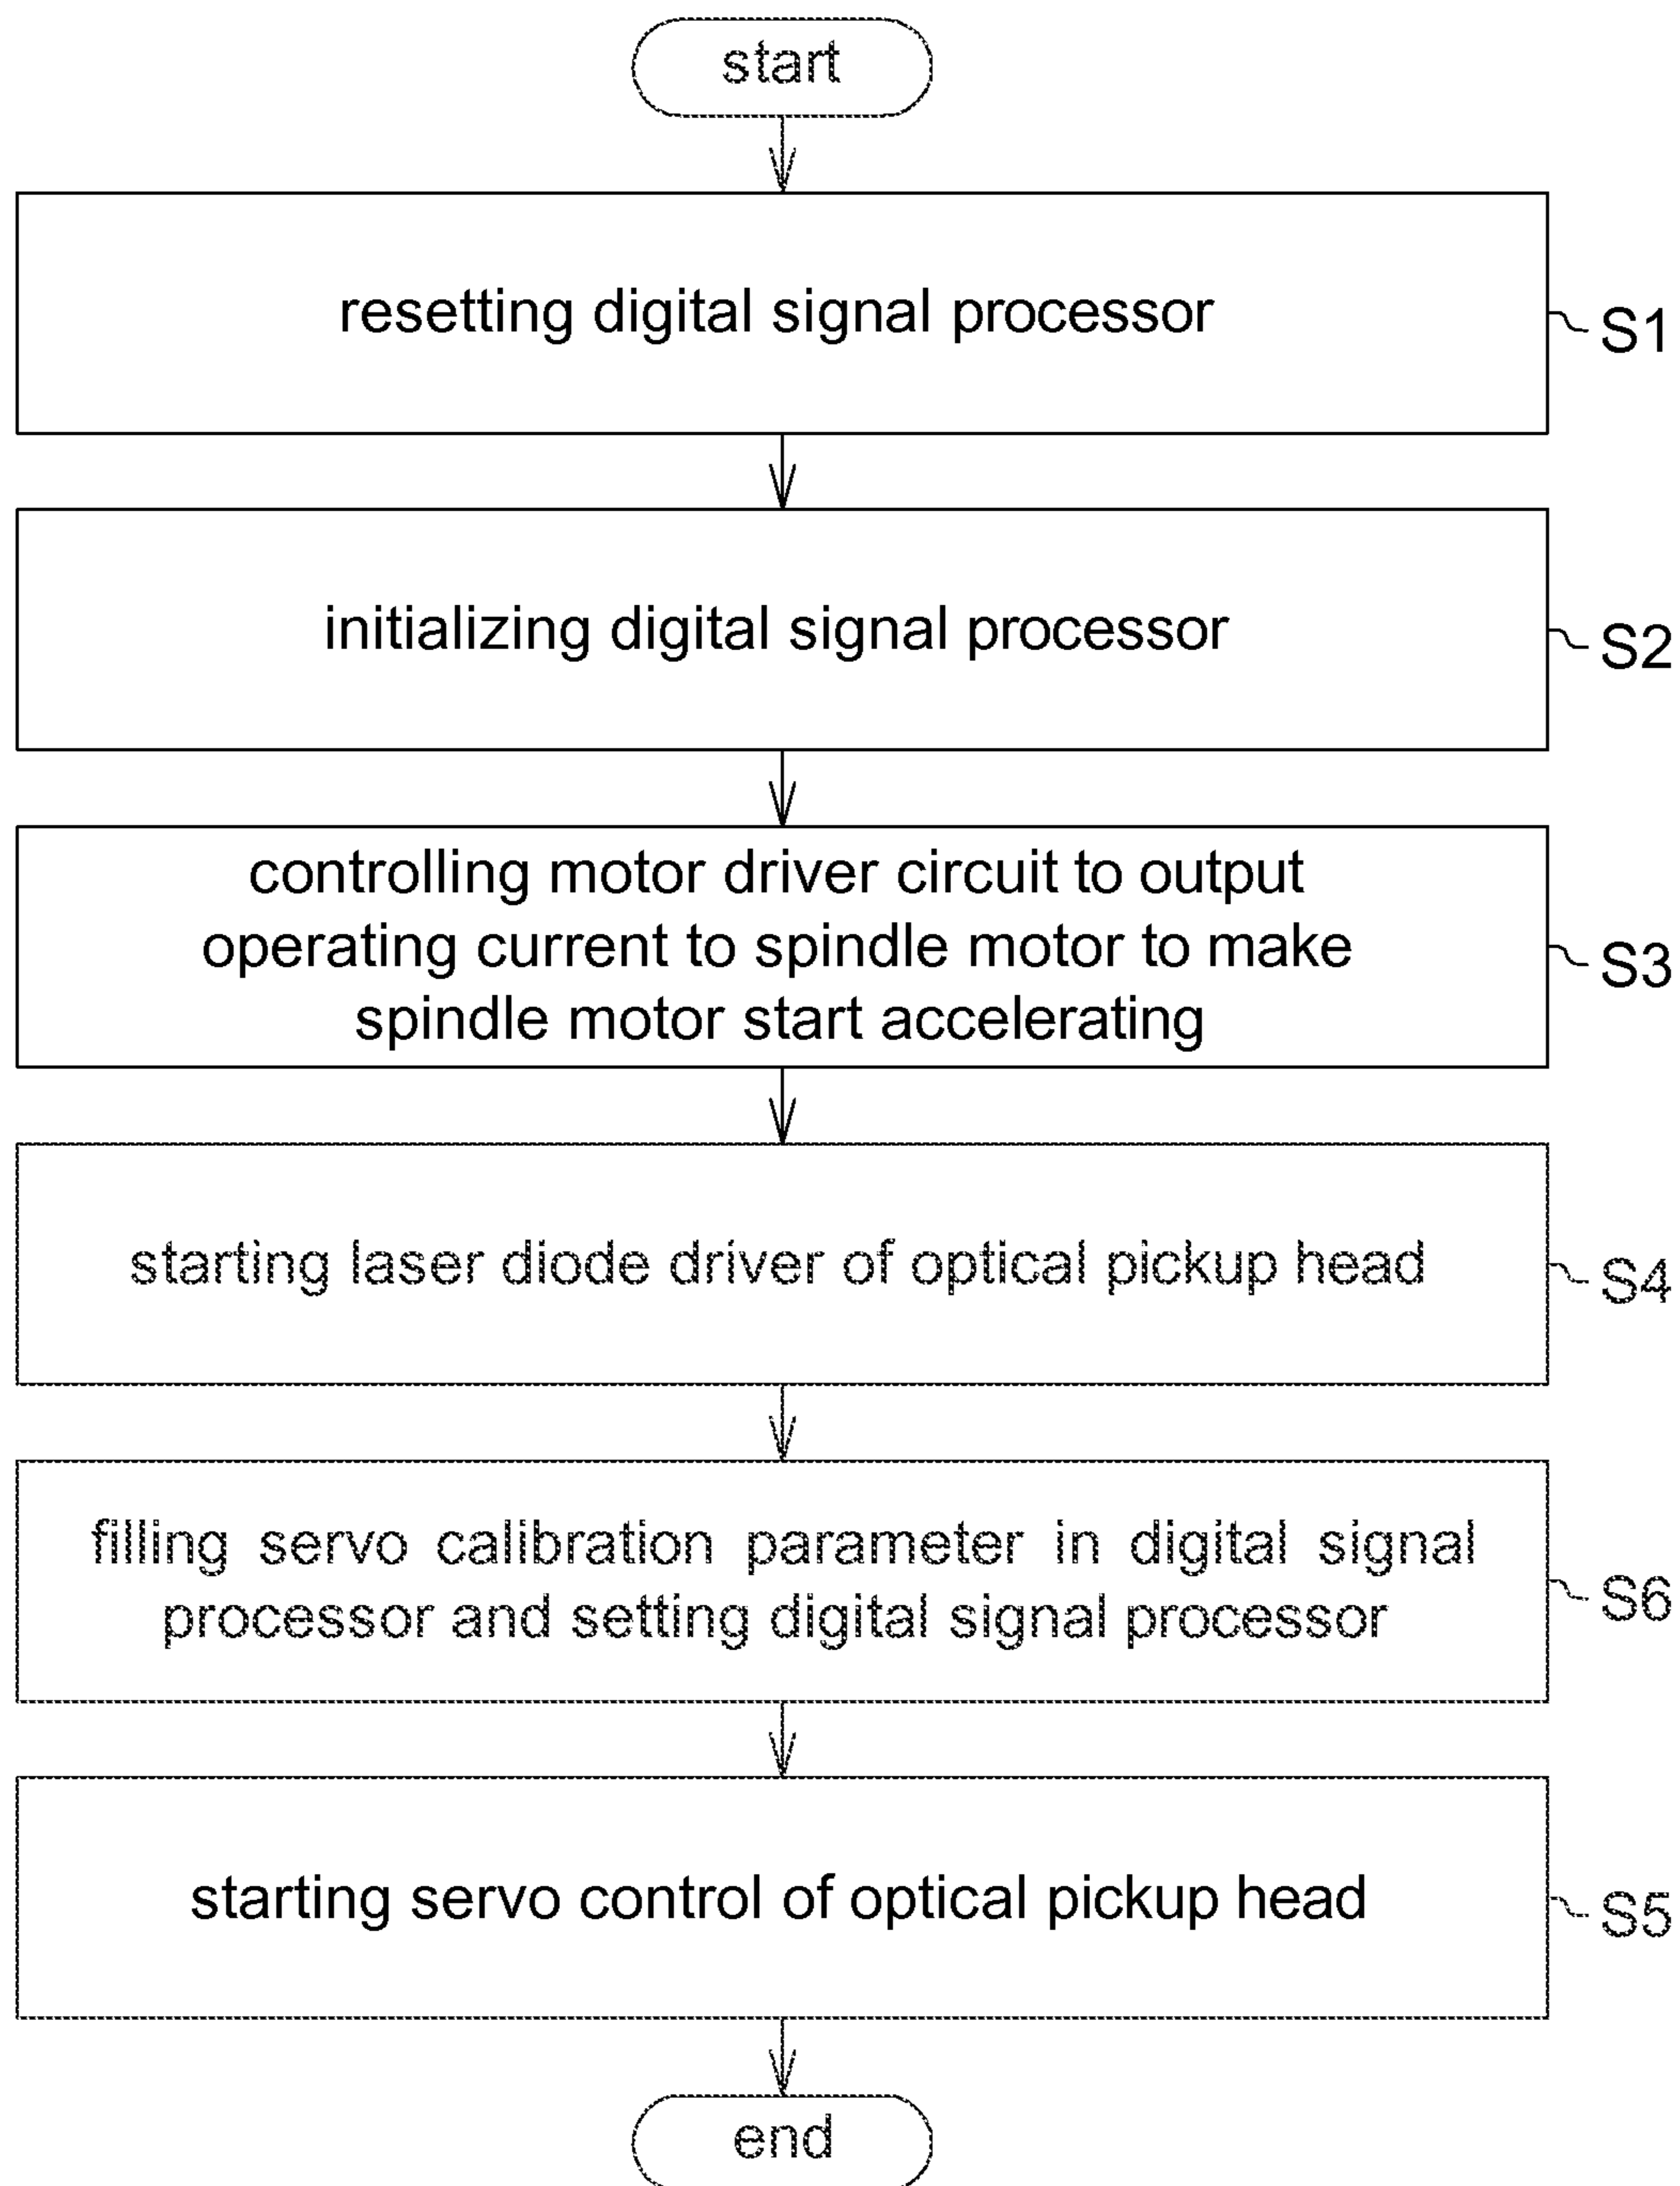 start
resetting digital signal processor
S1
initializing digital signal processor
S2
controlling motor driver circuit to output
operating current to spindle motor to make
spindle motor start accelerating
S3
starting laser diode driver of optical pickup head
S4
filling servo calibration parameter in digital signal
processor and setting digital signal processor
S6
starting servo control of optical pickup head
S5
end